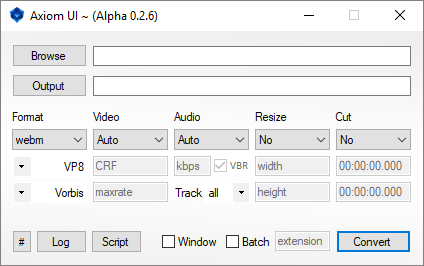 Axiom UI ~ (Alpha 0.2.6)
Browse
Output
Format Video Audio Resize Cut
webm Auto Auto No No
VP8 CRF kbps VBR width 00:00:00.000
Vorbis maxrate Track all height 00:00:00.000
# Log Script Window Batch extension Convert